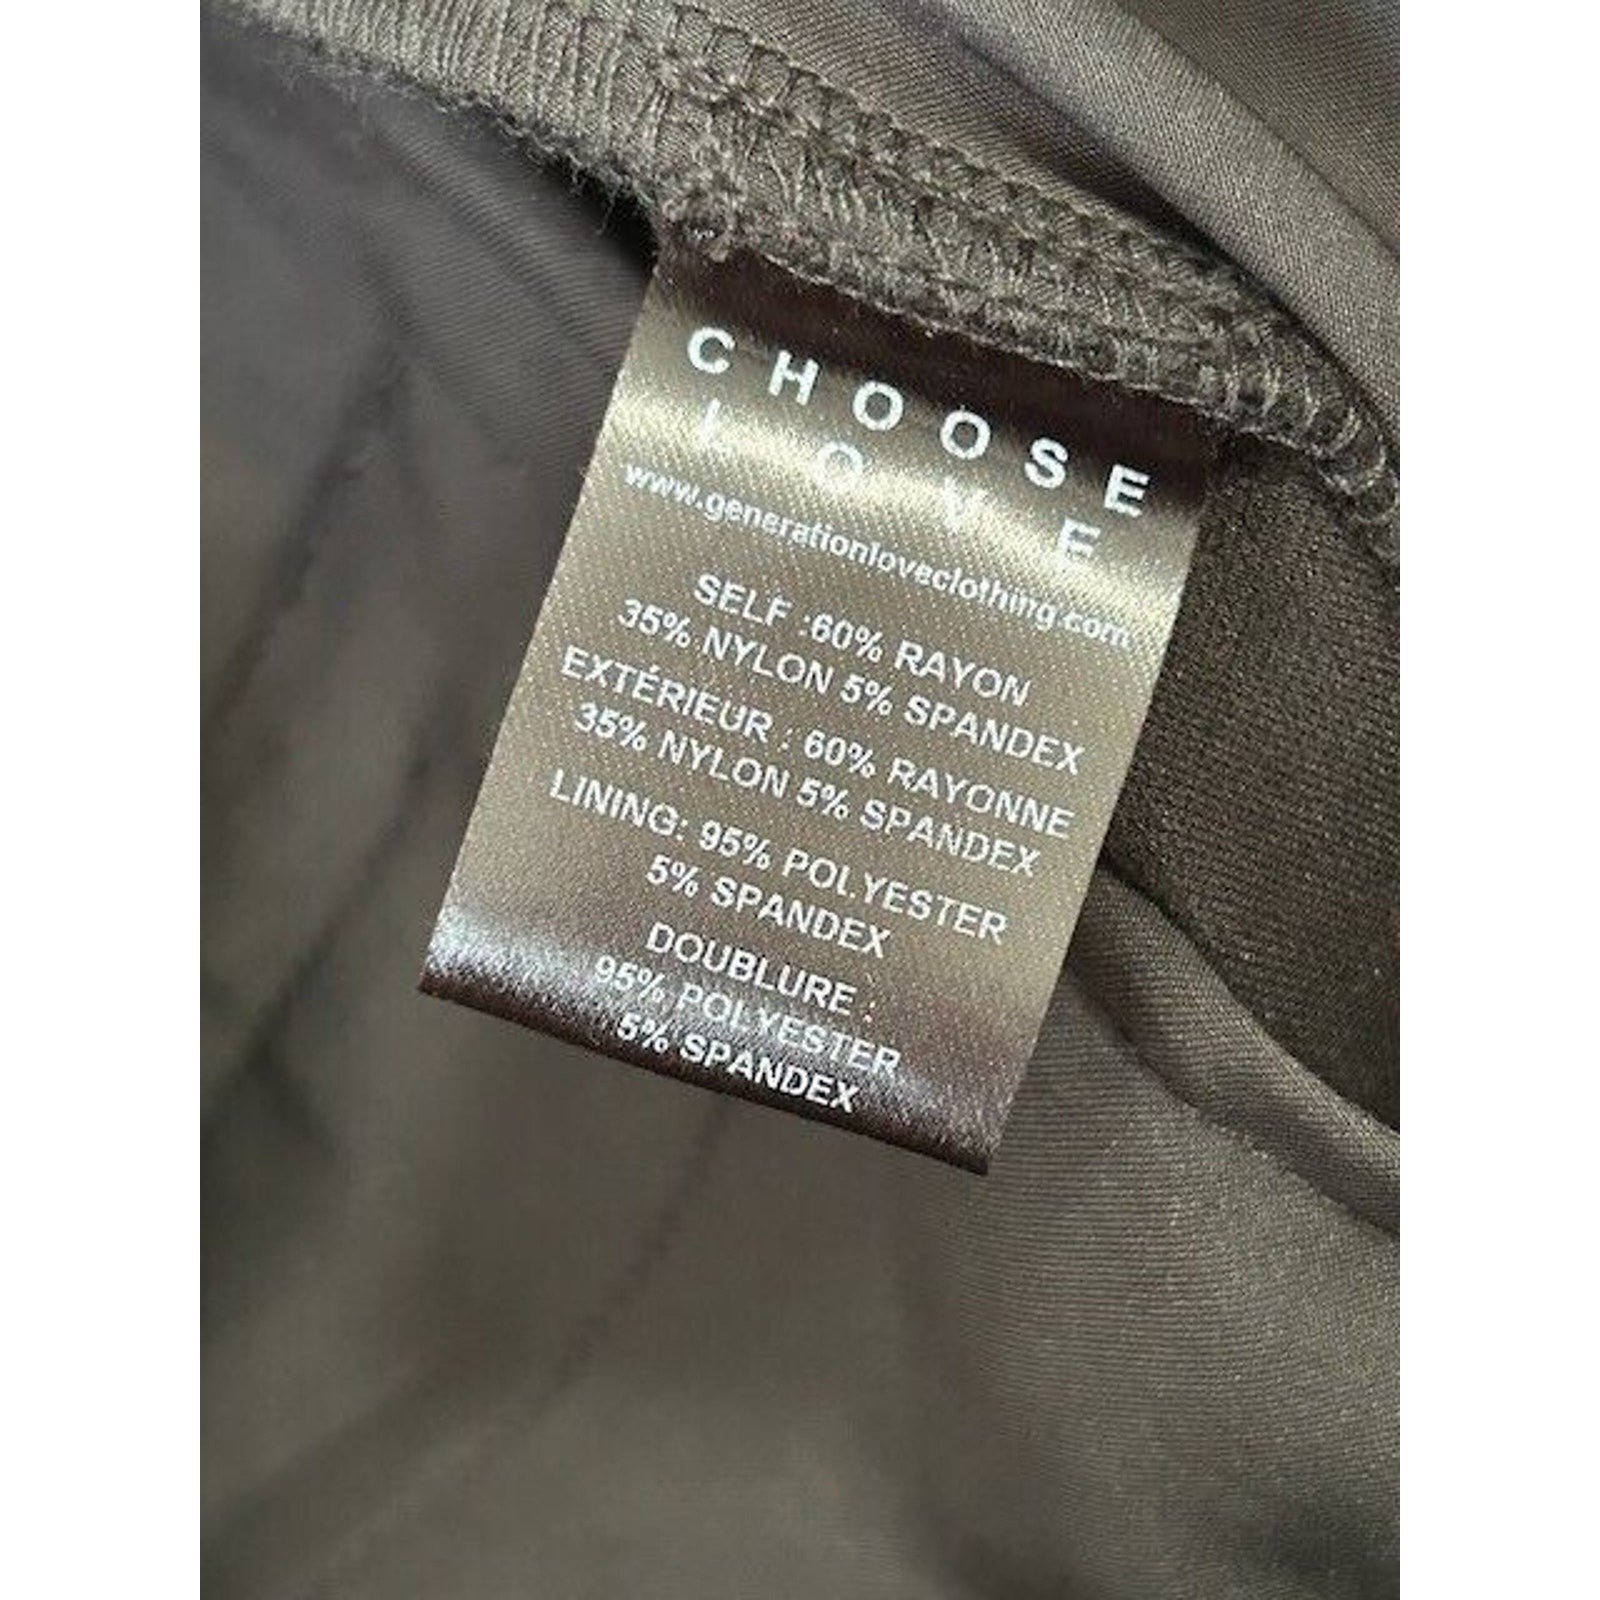 CHOOSE
LOVE
www.generationloveclothing.com
SELF :60% RAYON
35% NYLON 5% SPANDEX
EXTÉRIEUR : 60% RAYONNE
35% NYLON 5% SPANDEX
LINING: 95% POLYESTER
5% SPANDEX
DOUBLURE :
95% POLYESTER
5% SPANDEX